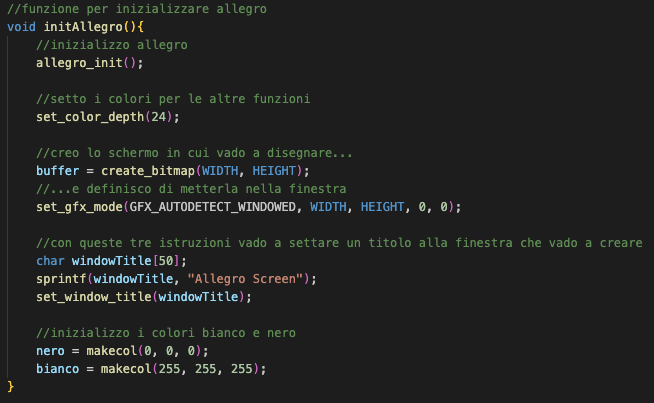 //funzione per inizializzare allegro
void initAllegro(){
//inizializzo allegro
allegro_init();
//setto i colori per le altre funzioni
set_color_depth(24);
//creo lo schermo in cui vado a disegnare...
buffer = create_bitmap(WIDTH, HEIGHT);
//...e definisco di metterla nella finestra
set_gfx_mode(GFX_AUTODETECT_WINDOWED, WIDTH, HEIGHT, 0, 0);
//con queste tre istruzioni vado a settare un titolo alla finestra che vado a creare
char windowTitle[50];
sprintf(windowTitle, "Allegro Screen");
set_window_title(windowTitle);
//inizializzo i colori bianco e nero
nero = makecol(0, 0, 0);
bianco = makecol(255, 255, 255);
}